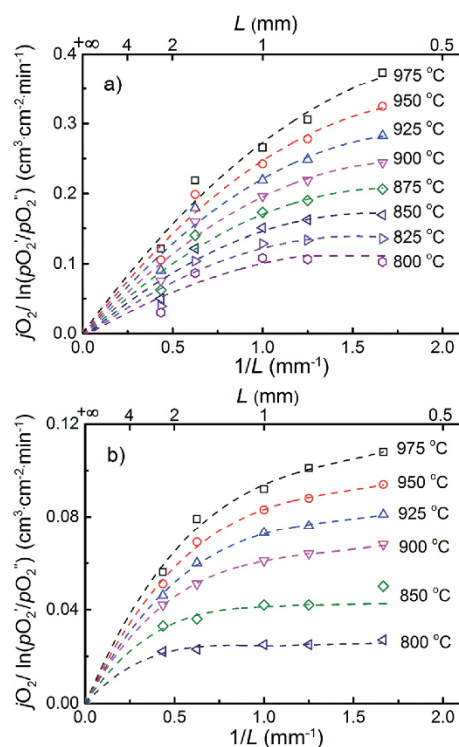 L (mm)
+∞ 4 2 1 0.5
a)
975 °C
950 °C
925 °C
900 °C
875 °C
850 °C
825 °C
800 °C
0.4
0.3
0.2
0.1
0.0
jO₂/ ln(pO₂'/pO₂'') (cm³·cm⁻²·min⁻¹)
0.0 0.5 1.0 1.5 2.0
1/L (mm⁻¹)
L (mm)
+∞ 4 2 1 0.5
b)
975 °C
950 °C
925 °C
900 °C
850 °C
800 °C
0.12
0.08
0.04
0.00
jO₂/ ln(pO₂'/pO₂'') (cm³·cm⁻²·min⁻¹)
0.0 0.5 1.0 1.5 2.0
1/L (mm⁻¹)